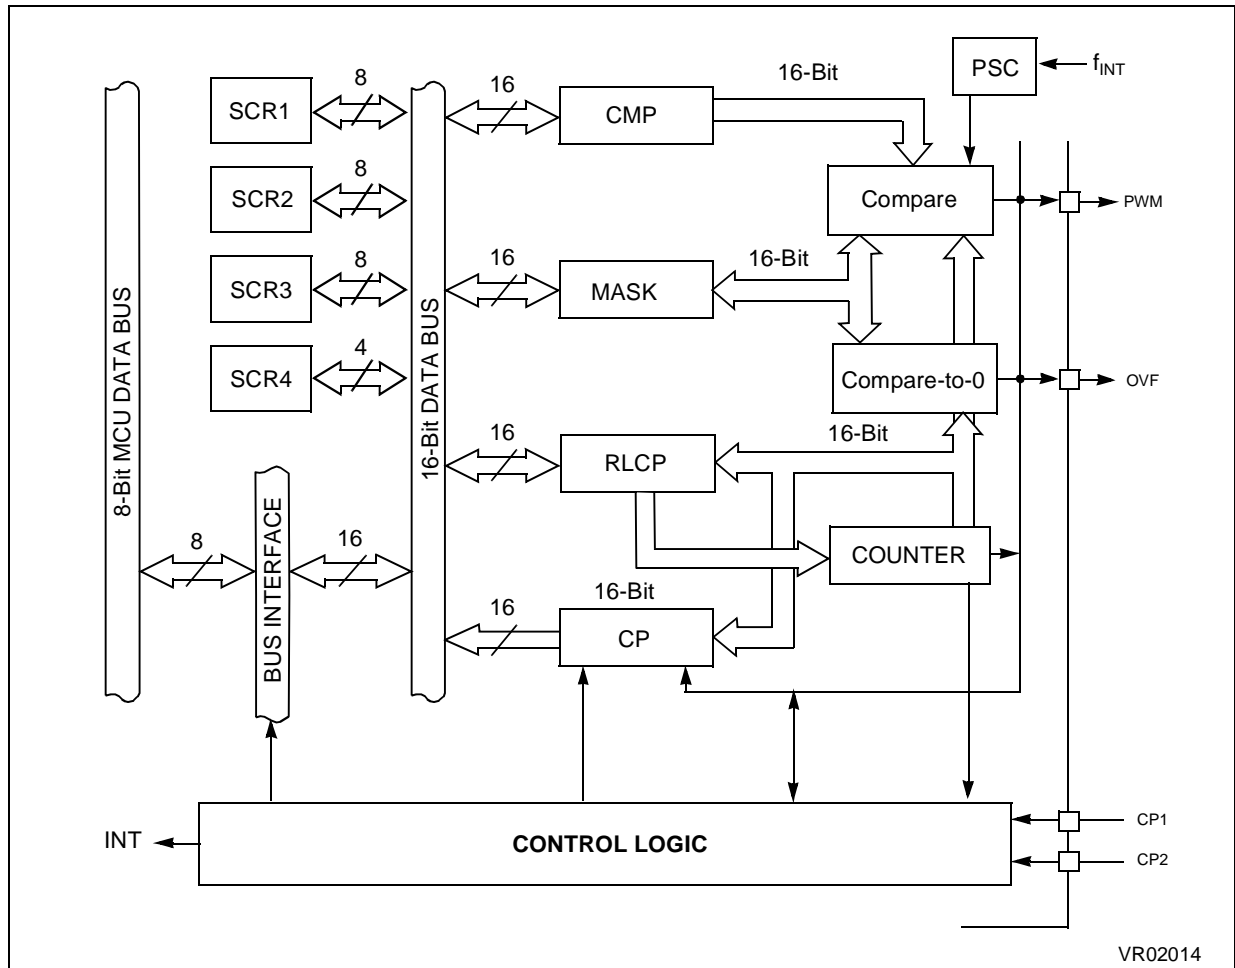 PSC
fINT
8
16
16-Bit
SCR1
CMP
8
SCR2
Compare
PWM
8
16
16-Bit
SCR3
MASK
4
SCR4
Compare-to-0
OVF
8-Bit MCU DATA BUS
16-Bit DATA BUS
16
16-Bit
RLCP
BUS INTERFACE
8
16
COUNTER
16
16-Bit
CP
INT
CONTROL LOGIC
CP1
CP2
VR02014